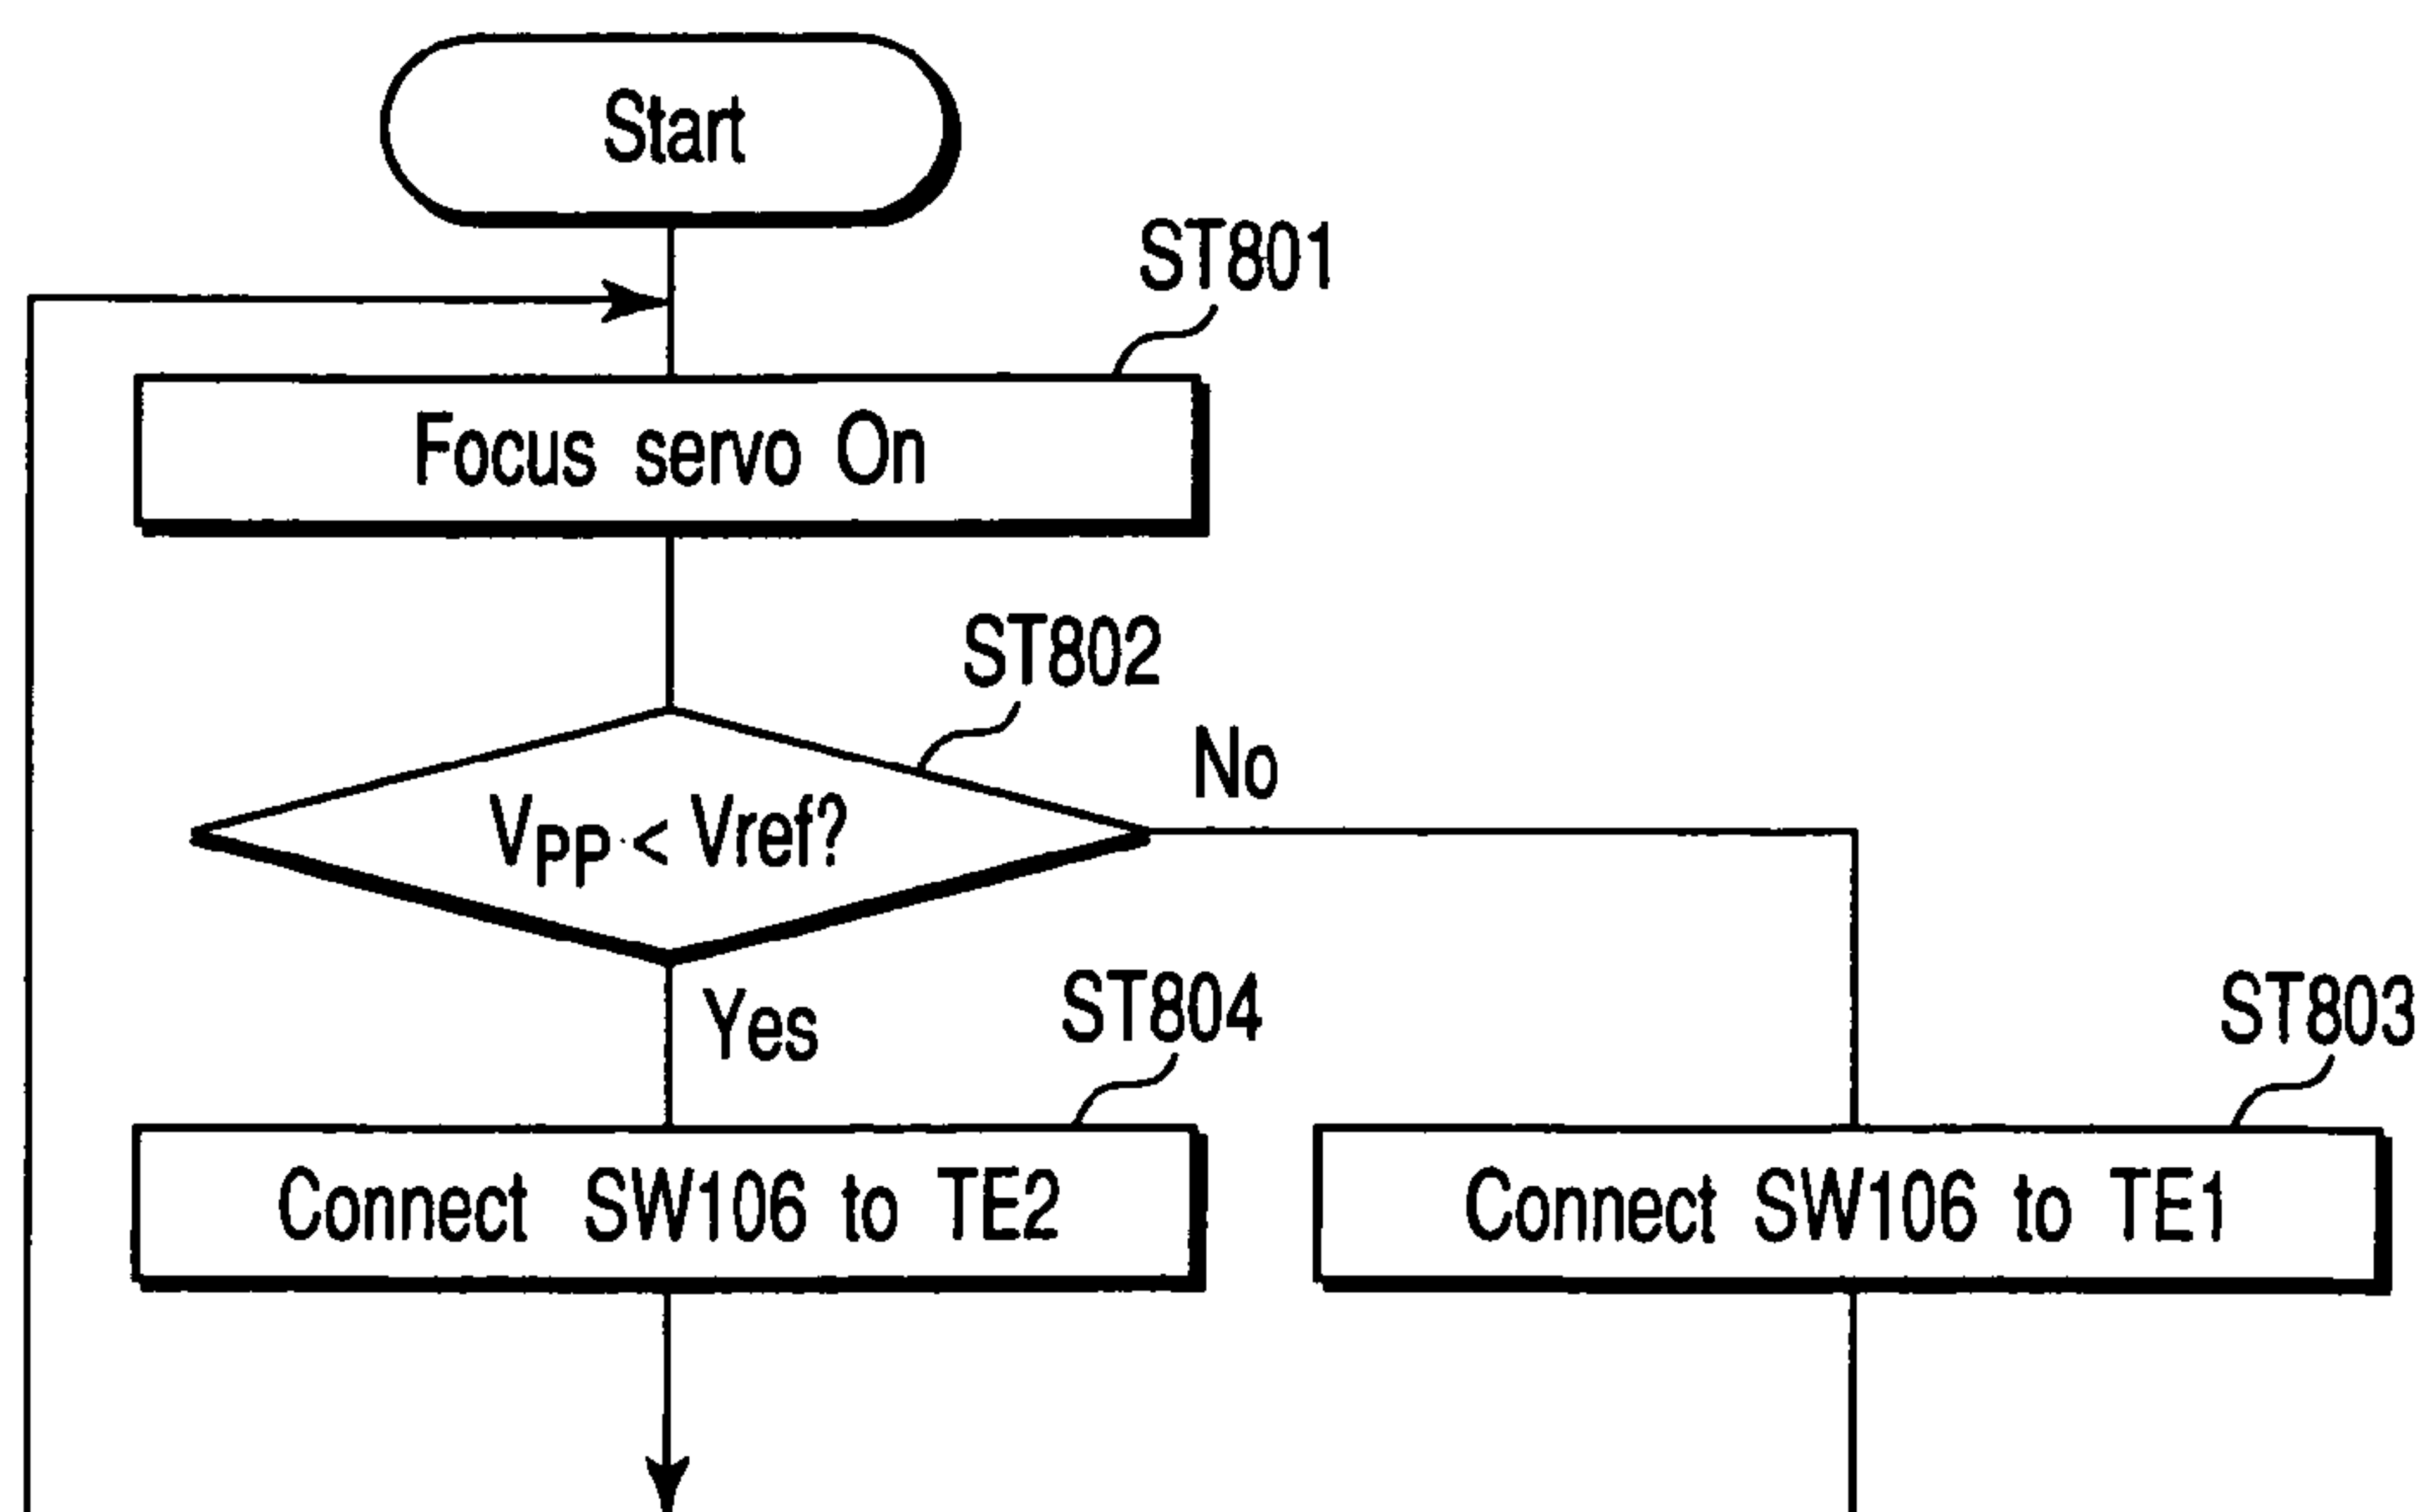 Start
ST801
Focus servo On
ST802
No
VPP < Vref?
Yes
ST804
ST803
Connect SW106 to TE2
Connect SW106 to TE1